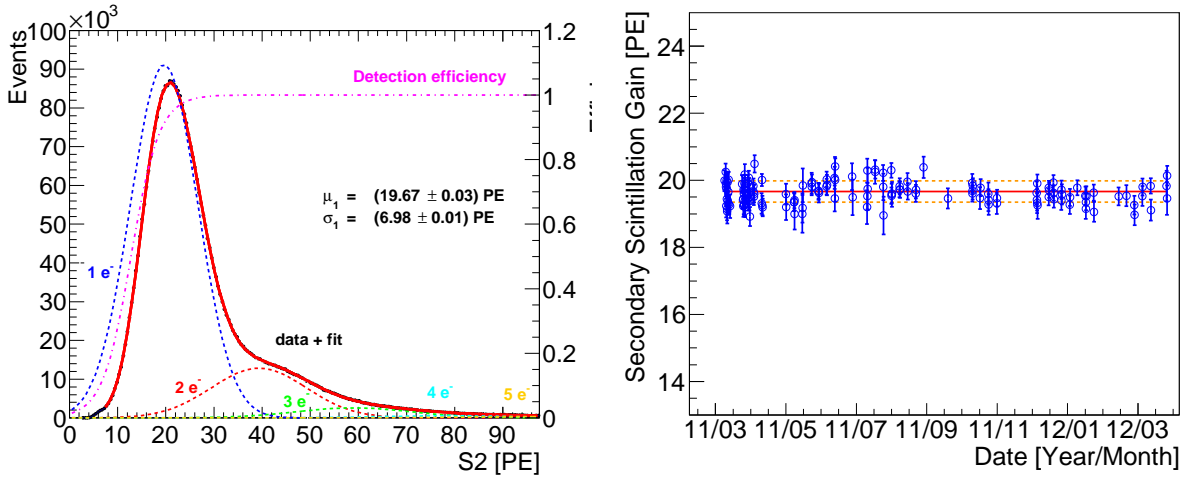 ×10³
Events
100
90
80
70
60
50
40
30
20
10
0
1.2
1
0.8
0.6
0.4
0.2
0
Detection efficiency
μ₁ = (19.67 ± 0.03) PE
σ₁ = (6.98 ± 0.01) PE
1 e⁻
data + fit
2 e⁻
3 e⁻
4 e⁻
5 e⁻
0 10 20 30 40 50 60 70 80 90
S2 [PE]
Secondary Scintillation Gain [PE]
24
22
20
18
16
14
11/03 11/05 11/07 11/09 11/11 12/01 12/03
Date [Year/Month]